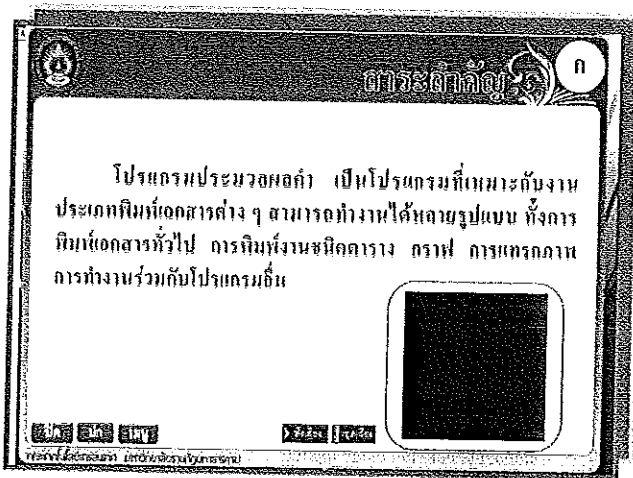 ก
สาระสำคัญ
โปรแกรมประมวลผลคำ เป็นโปรแกรมที่เหมาะกับงาน
ประเภทพิมพ์เอกสารต่าง ๆ สามารถทำงานได้หลายรูปแบบ ทั้งการ
พิมพ์เอกสารทั่วไป การพิมพ์งานชนิดตาราง กราฟ การแทรกภาพ
การทำงานร่วมกับโปรแกรมอื่น